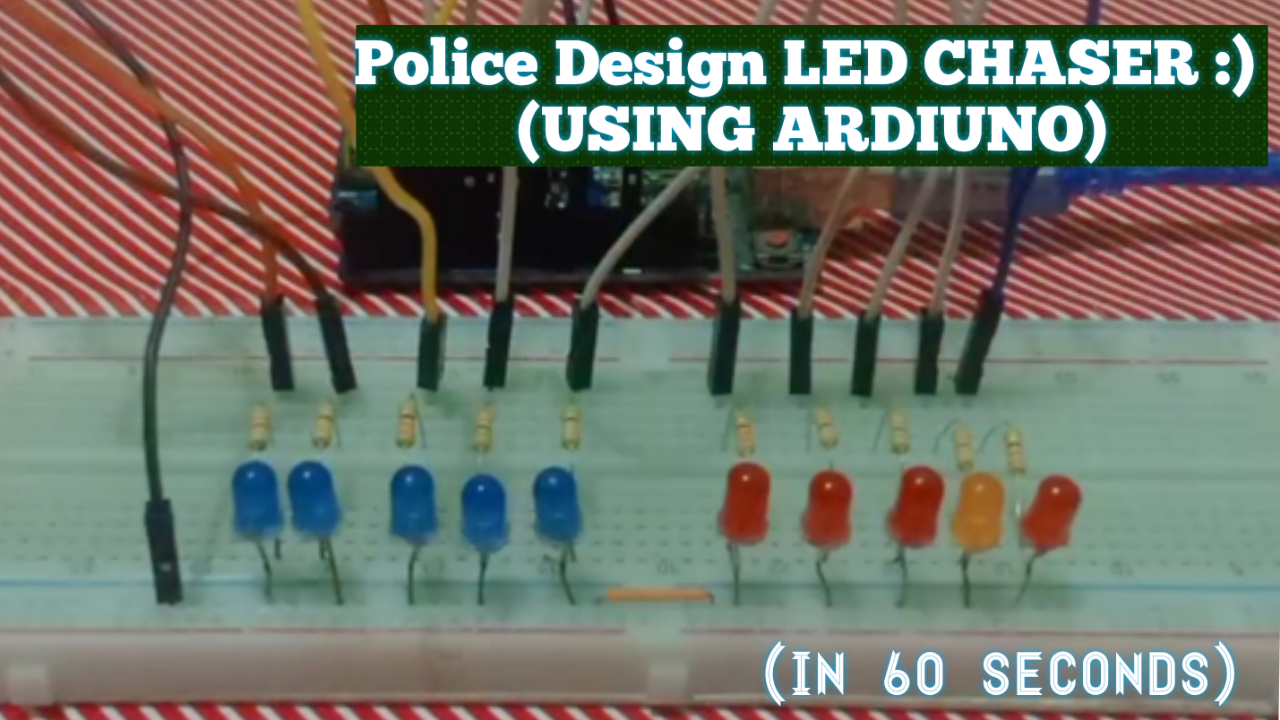 Police Design LED CHASER :)
(USING ARDIUNO)
(IN 60 SECONDS)